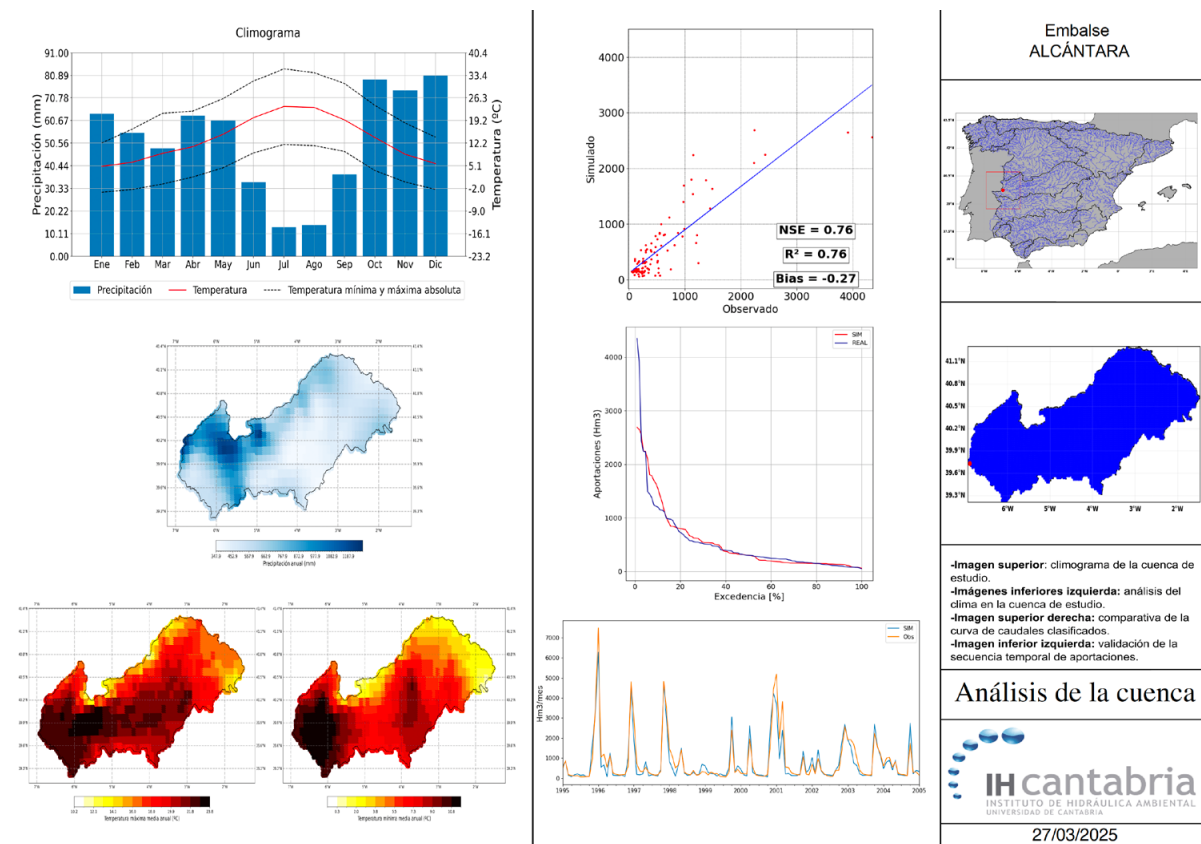 Climograma
91.00
80.89
70.78
60.67
50.56
40.44
30.33
20.22
10.11
0.00
Precipitación (mm)
40.4
33.4
26.3
19.2
12.2
5.1
-2.0
-9.0
-16.1
-23.2
Temperatura (ºC)
Ene Feb Mar Abr May Jun Jul Ago Sep Oct Nov Dic
Precipitación Temperatura Temperatura mínima y máxima absoluta
Precipitación anual (mm)
Temperatura máxima media anual (ºC)
Temperatura mínima media anual (ºC)
4000
3000
2000
1000
0
Simulado
NSE = 0.76
R² = 0.76
Bias = -0.27
0 1000 2000 3000 4000
Observado
SIM
REAL
4000
3000
2000
1000
0
Aportaciones (Hm3)
0 20 40 60 80 100
Excedencia [%]
SIM
Obs
7000
6000
5000
4000
3000
2000
1000
0
Hm3/mes
1995 1996 1997 1998 1999 2000 2001 2002 2003 2004 2005
Embalse
ALCÁNTARA
41.1°N
40.8°N
40.5°N
40.2°N
39.9°N
39.6°N
39.3°N
6°W 5°W 4°W 3°W 2°W
-Imagen superior: climograma de la cuenca de
estudio.
-Imágenes inferiores izquierda: análisis del
clima en la cuenca de estudio.
-Imagen superior derecha: comparativa de la
curva de caudales clasificados.
-Imagen inferior izquierda: validación de la
secuencia temporal de aportaciones.
Análisis de la cuenca
IH cantabria
INSTITUTO DE HIDRÁULICA AMBIENTAL
UNIVERSIDAD DE CANTABRIA
27/03/2025